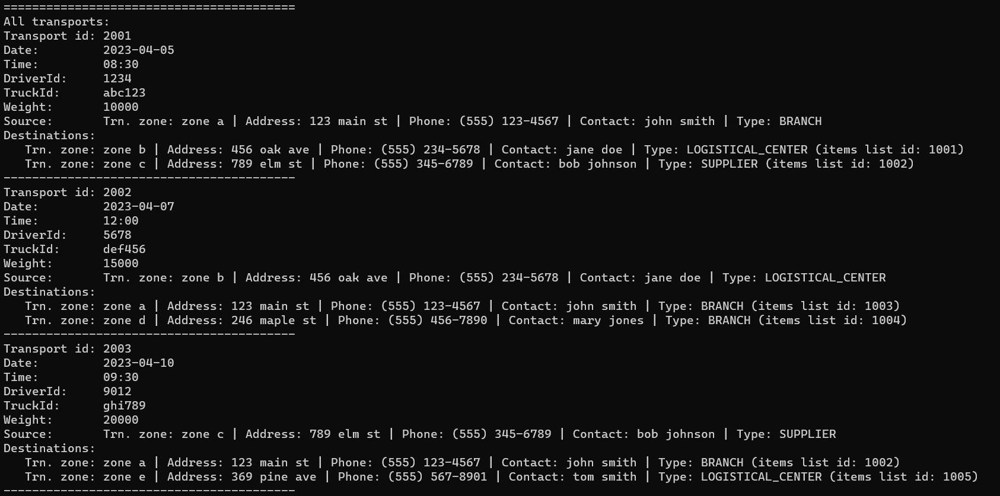 =========================================
All transports:
Transport id: 2001
Date:         2023-04-05
Time:         08:30
DriverId:     1234
TruckId:      abc123
Weight:       10000
Source:       Trn. zone: zone a | Address: 123 main st | Phone: (555) 123-4567 | Contact: john smith | Type: BRANCH
Destinations:
   Trn. zone: zone b | Address: 456 oak ave | Phone: (555) 234-5678 | Contact: jane doe | Type: LOGISTICAL_CENTER (items list id: 1001)
   Trn. zone: zone c | Address: 789 elm st | Phone: (555) 345-6789 | Contact: bob johnson | Type: SUPPLIER (items list id: 1002)
-----------------------------------------
Transport id: 2002
Date:         2023-04-07
Time:         12:00
DriverId:     5678
TruckId:      def456
Weight:       15000
Source:       Trn. zone: zone b | Address: 456 oak ave | Phone: (555) 234-5678 | Contact: jane doe | Type: LOGISTICAL_CENTER
Destinations:
   Trn. zone: zone a | Address: 123 main st | Phone: (555) 123-4567 | Contact: john smith | Type: BRANCH (items list id: 1003)
   Trn. zone: zone d | Address: 246 maple st | Phone: (555) 456-7890 | Contact: mary jones | Type: BRANCH (items list id: 1004)
-----------------------------------------
Transport id: 2003
Date:         2023-04-10
Time:         09:30
DriverId:     9012
TruckId:      ghi789
Weight:       20000
Source:       Trn. zone: zone c | Address: 789 elm st | Phone: (555) 345-6789 | Contact: bob johnson | Type: SUPPLIER
Destinations:
   Trn. zone: zone a | Address: 123 main st | Phone: (555) 123-4567 | Contact: john smith | Type: BRANCH (items list id: 1002)
   Trn. zone: zone e | Address: 369 pine ave | Phone: (555) 567-8901 | Contact: tom smith | Type: LOGISTICAL_CENTER (items list id: 1005)
-----------------------------------------